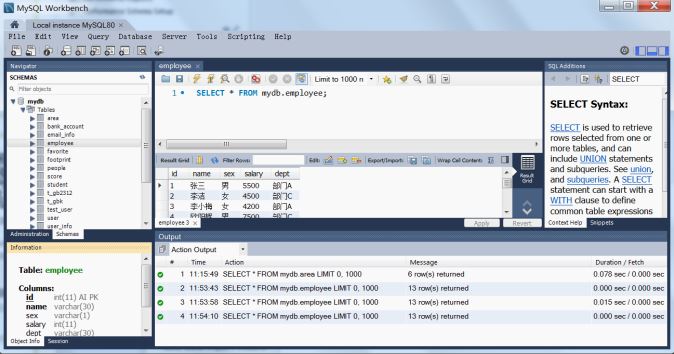 MySQL Workbench
Local instance MySQL80 ×
File Edit View Query Database Server Tools Scripting Help
Navigator
SCHEMAS
Filter objects
mydb
Tables
area
bank_account
email_info
employee
favorite
footprint
people
score
student
t_gb2312
t_gbk
test_user
user
user_info
Administration Schemas
Information
Table: employee
Columns:
id int(11) AI PK
name varchar(30)
sex varchar(1)
salary int(11)
dept varchar(30)
Object Info Session
employee ×
Limit to 1000 n
1 • SELECT * FROM mydb.employee;
Result Grid Filter Rows: Edit: Export/Import: Wrap Cell Content:
id name sex salary dept
1 张三 男 5500 部门A
2 李洁 女 4500 部门C
3 李小梅 女 4200 部门A
4 欧阳辉 男 7500 部门C
employee 3 ×
Apply Revert
Result Grid
SQL Additions
SELECT
SELECT Syntax:
SELECT is used to retrieve
rows selected from one or
more tables, and can
include UNION statements
and subqueries. See union,
and subqueries. A SELECT
statement can start with a
WITH clause to define
common table expressions
Context Help Snippets
Output
Action Output
# Time Action Message Duration / Fetch
1 11:15:49 SELECT * FROM mydb.area LIMIT 0, 1000 6 row(s) returned 0.078 sec / 0.000 sec
2 11:53:43 SELECT * FROM mydb.employee LIMIT 0, 1000 13 row(s) returned 0.000 sec / 0.000 sec
3 11:53:58 SELECT * FROM mydb.employee LIMIT 0, 1000 13 row(s) returned 0.015 sec / 0.000 sec
4 11:54:10 SELECT * FROM mydb.employee LIMIT 0, 1000 13 row(s) returned 0.000 sec / 0.000 sec